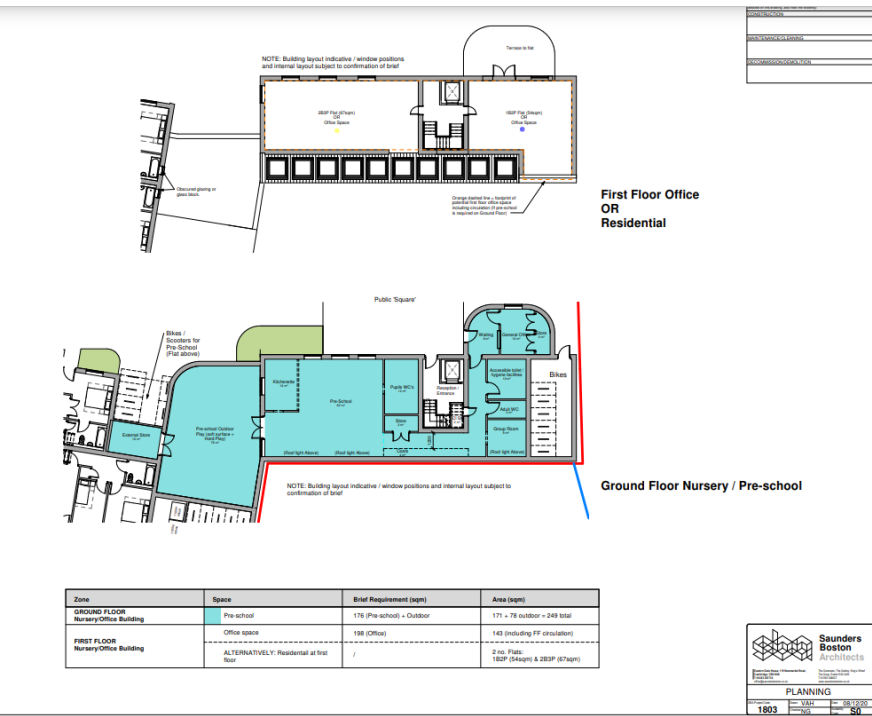 CONSTRUCTION
MAINTENANCE/CLEANING
DECOMMISSION/DEMOLITION
NOTE: Building layout indicative / window positions
and internal layout subject to confirmation of brief
Terrace to flat
2B3P Flat (67sqm)
OR
Office Space
1B2P Flat (54sqm)
OR
Office Space
Obscured glazing or
glass block.
Orange dashed line = footprint of
potential first floor office space
including circulation (if pre-school
is required on Ground Floor)
First Floor Office
OR
Residential
Public 'Square'
Bikes /
Scooters for
Pre-School
(Flat above)
Waiting
General Office
Store
Kitchenette
Pre-School
Pupils WC's
Reception /
Entrance
Accessible toilet /
hygiene facilities
Bikes
Adult WC
Store
Group Room
External Store
Pre-school Outdoor
Play (soft surface +
Hard Play)
(Roof light Above)
(Roof light Above)
(Roof light Above)
NOTE: Building layout indicative / window positions and internal layout subject to
confirmation of brief
Ground Floor Nursery / Pre-school
Zone Space Brief Requirement (sqm) Area (sqm)
GROUND FLOOR
Nursery/Office Building
Pre-school 176 (Pre-school) + Outdoor 171 + 78 outdoor = 249 total
FIRST FLOOR
Nursery/Office Building
Office space 198 (Office) 143 (including FF circulation)
ALTERNATIVELY: Residentail at first
floor
/
2 no. Flats:
1B2P (54sqm) & 2B3P (67sqm)
Saunders
Boston
Architects
PLANNING
1803
VAH
NG
08/12/20
S0